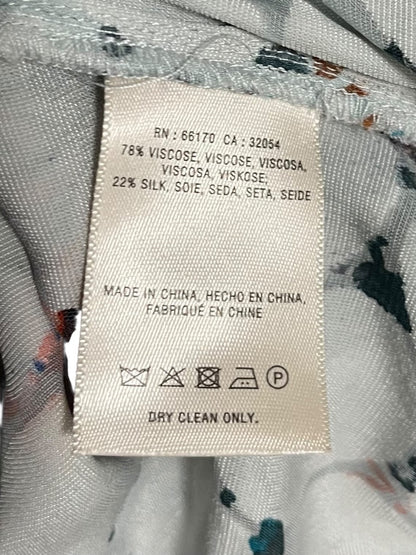 RN : 66170 CA : 32054
78% VISCOSE, VISCOSE, VISCOSA,
VISCOSA, VISKOSE;
22% SILK, SOIE, SEDA, SETA, SEIDE
MADE IN CHINA, HECHO EN CHINA,
FABRIQUÉ EN CHINE
P
DRY CLEAN ONLY.